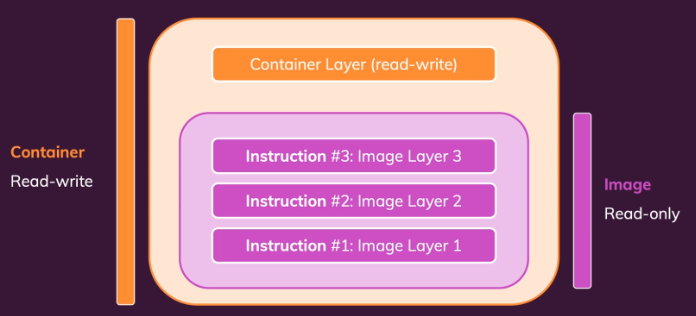 Container Layer (read-write)
Container
Read-write
Instruction #3: Image Layer 3
Instruction #2: Image Layer 2
Instruction #1: Image Layer 1
Image
Read-only